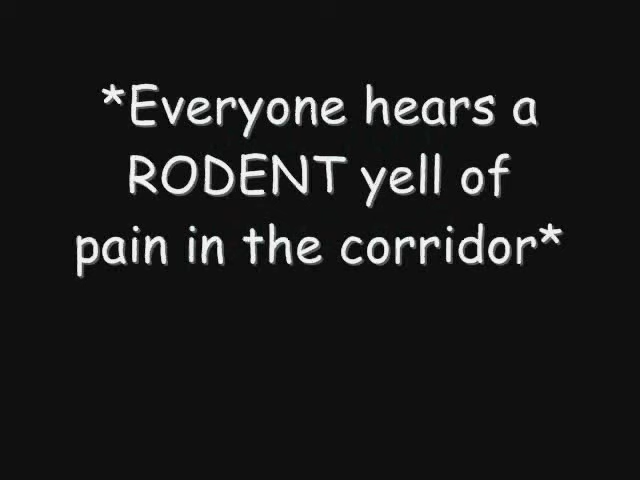 *Everyone hears a
RODENT yell of
pain in the corridor*